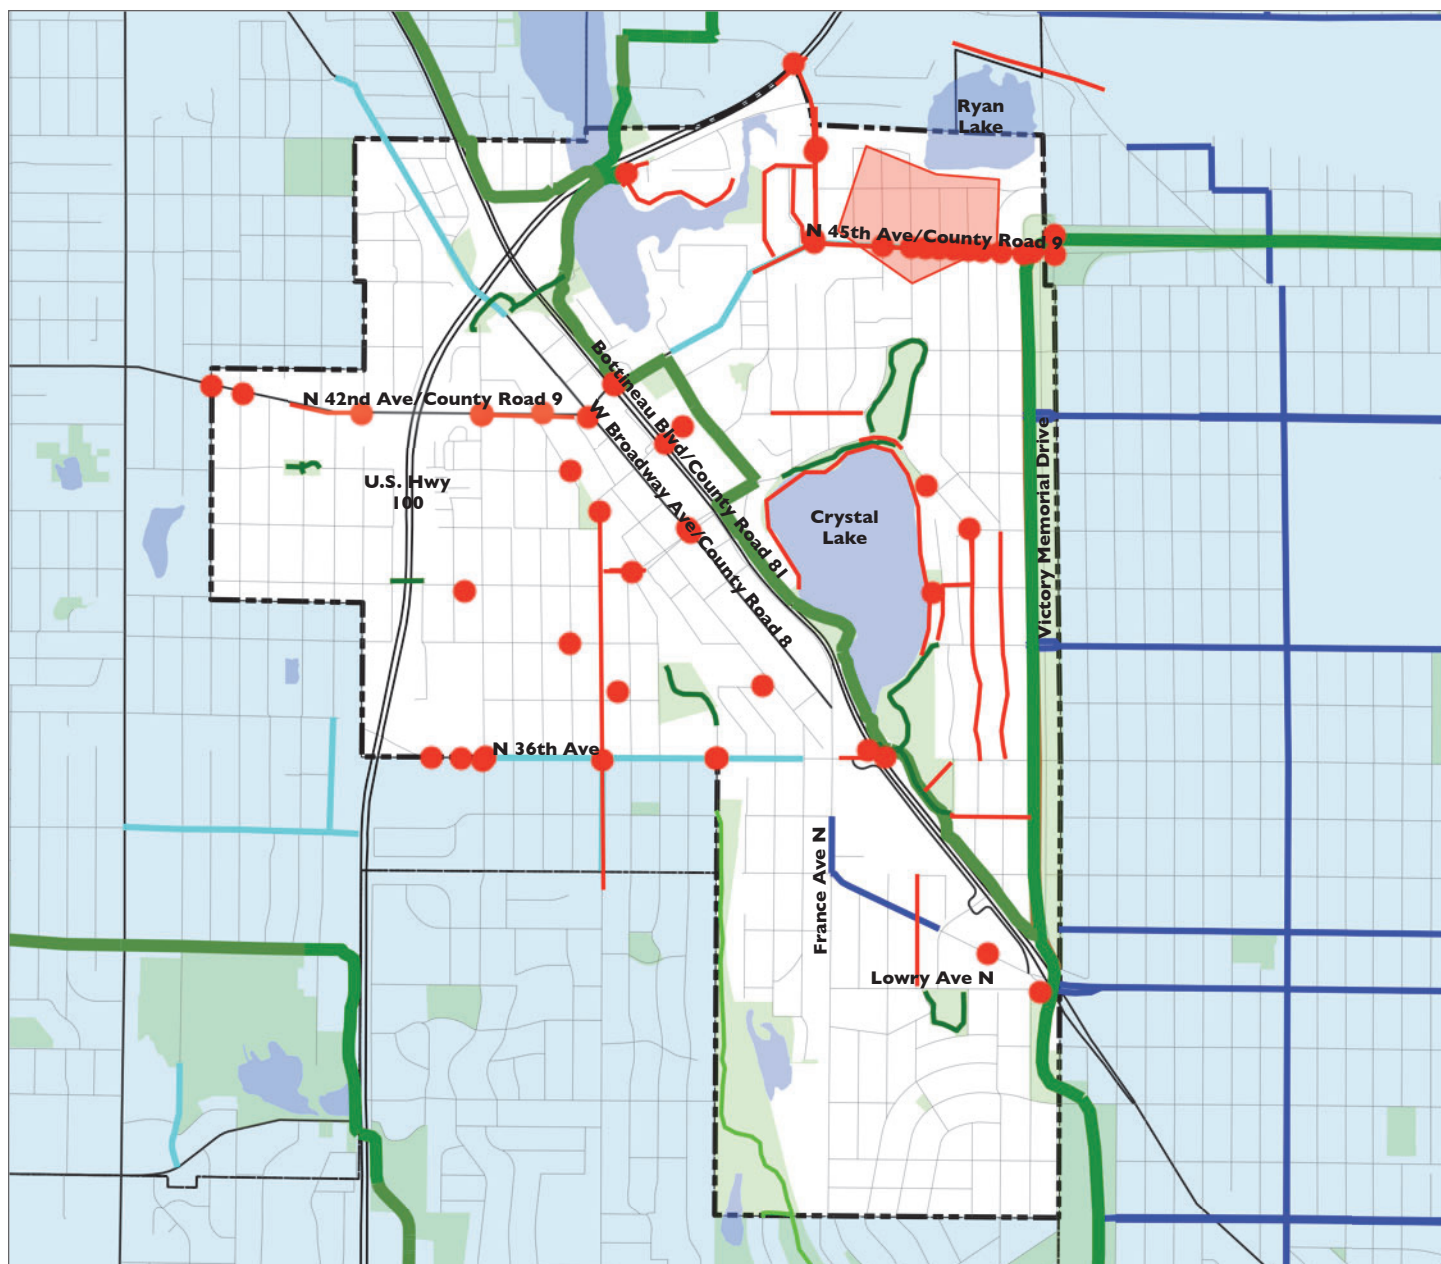 Ryan
Lake
N 45th Ave/County Road 9
Bottineau Blvd/County Road 81
N 42nd Ave/County Road 9
W Broadway Ave/County Road 8
Victory Memorial Drive
U.S. Hwy
100
Crystal
Lake
N 36th Ave
France Ave N
Lowry Ave N